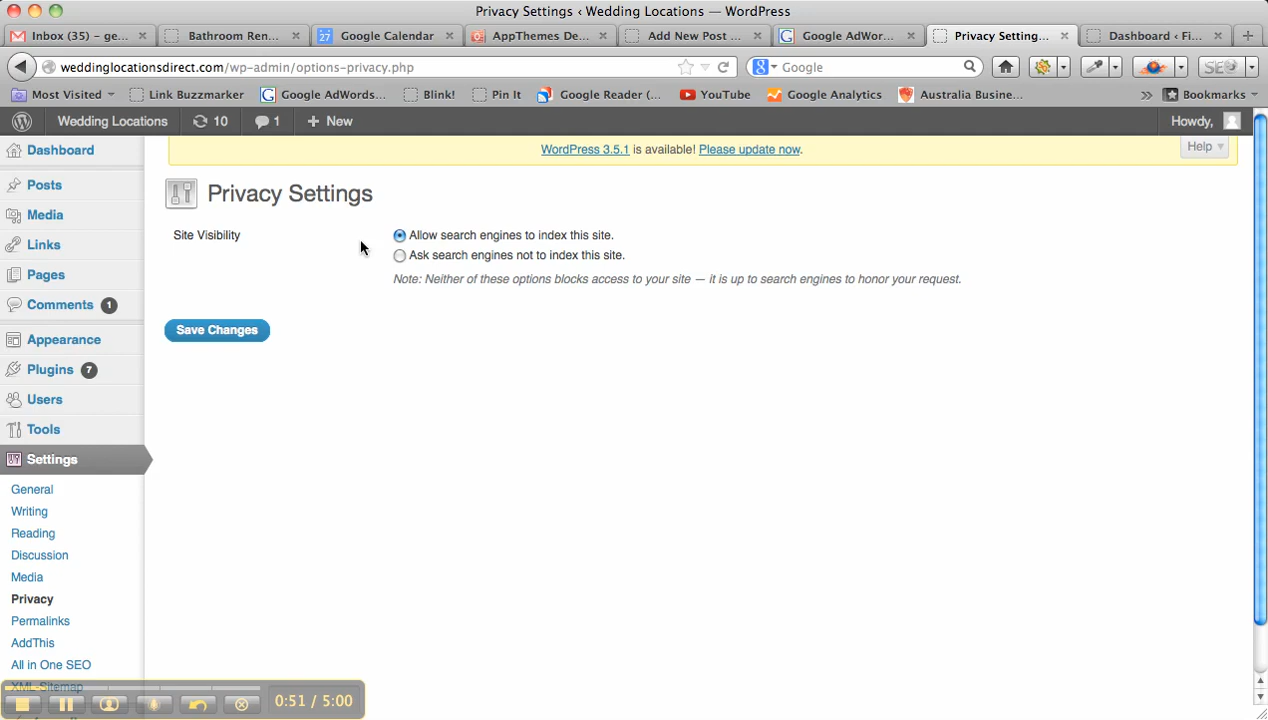 Privacy Settings ‹ Wedding Locations — WordPress
Inbox (35) – ge...
Bathroom Ren...
27 Google Calendar
AppThemes De...
Add New Post ...
Google AdWor...
Privacy Setting...
Dashboard ‹ Fi...
weddinglocationsdirect.com/wp-admin/options-privacy.php
Google
SEO
Most Visited
Link Buzzmarker
Google AdWords...
Blink!
Pin It
Google Reader (...
YouTube
Google Analytics
Australia Busine...
Bookmarks
Wedding Locations
10
1
+ New
Howdy,
Dashboard
Posts
Media
Links
Pages
Comments 1
Appearance
Plugins 7
Users
Tools
Settings
General
Writing
Reading
Discussion
Media
Privacy
Permalinks
AddThis
All in One SEO
XML-Sitemap
WordPress 3.5.1 is available! Please update now.
Help
Privacy Settings
Site Visibility
Allow search engines to index this site.
Ask search engines not to index this site.
Note: Neither of these options blocks access to your site — it is up to search engines to honor your request.
Save Changes
0:51 / 5:00